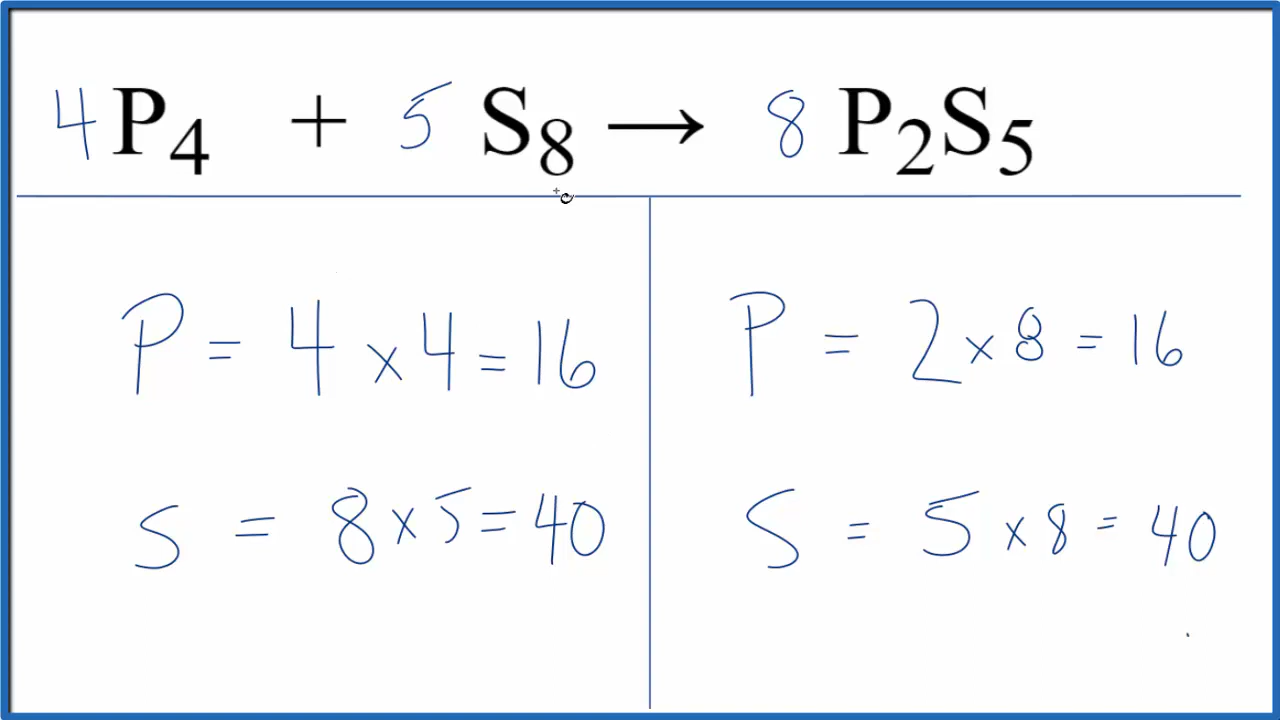 4 P₄ + 5 S₈ → 8 P₂S₅
P = 4 x 4 = 16
P = 2 x 8 = 16
S = 8 x 5 = 40
S = 5 x 8 = 40